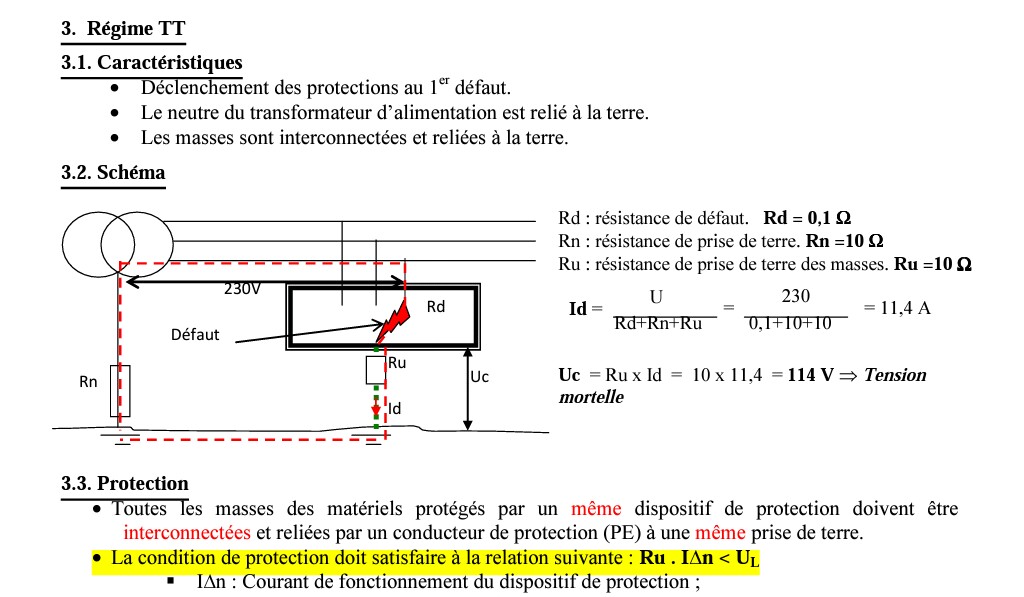 3. Régime TT
3.1. Caractéristiques
• Déclenchement des protections au 1er défaut.
• Le neutre du transformateur d'alimentation est relié à la terre.
• Les masses sont interconnectées et reliées à la terre.
3.2. Schéma
230V
Rd
Défaut
Ru
Uc
Rn
Id
Rd : résistance de défaut. Rd = 0,1 Ω
Rn : résistance de prise de terre. Rn =10 Ω
Ru : résistance de prise de terre des masses. Ru =10 Ω
U 230
Id = = = 11,4 A
Rd+Rn+Ru 0,1+10+10
Uc = Ru x Id = 10 x 11,4 = 114 V ⇒ Tension
mortelle
3.3. Protection
• Toutes les masses des matériels protégés par un même dispositif de protection doivent être
interconnectées et reliées par un conducteur de protection (PE) à une même prise de terre.
• La condition de protection doit satisfaire à la relation suivante : Ru . IΔn < UL
▪ IΔn : Courant de fonctionnement du dispositif de protection ;